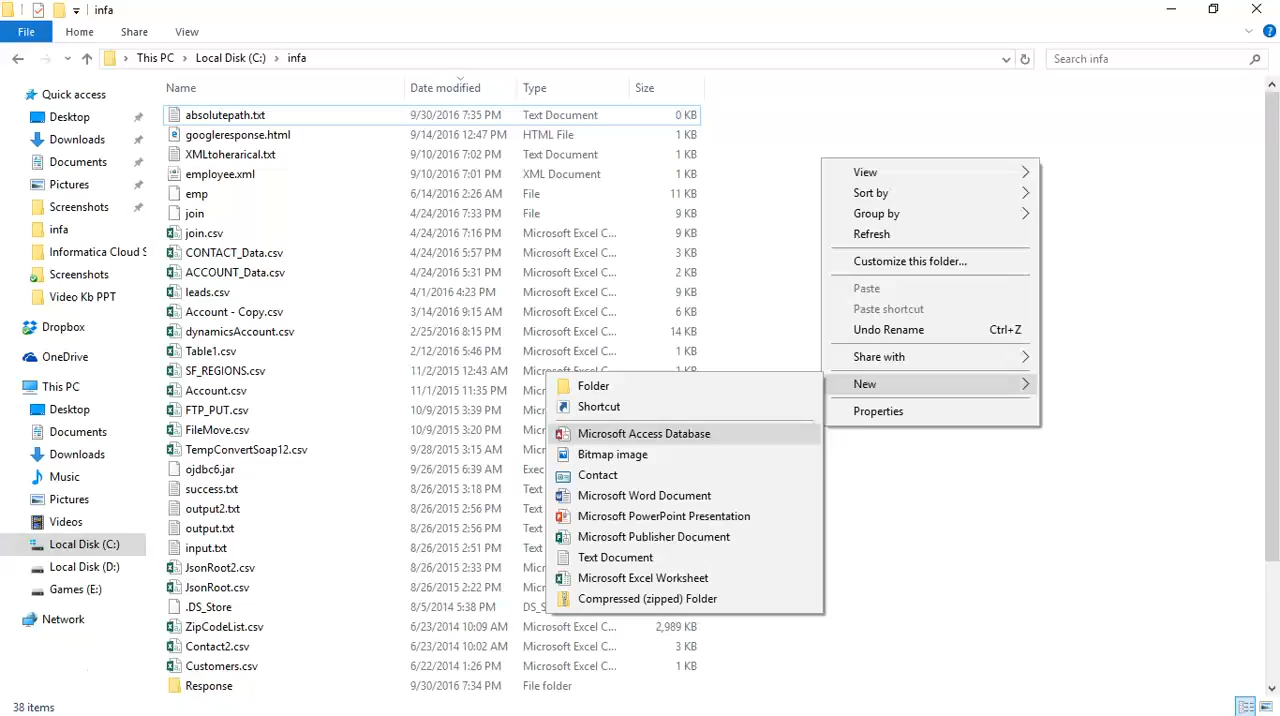 infa
File Home Share View
This PC Local Disk (C:) infa
Search infa
Quick access
Desktop
Downloads
Documents
Pictures
Screenshots
infa
Informatica Cloud S
Screenshots
Video Kb PPT
Dropbox
OneDrive
This PC
Desktop
Documents
Downloads
Music
Pictures
Videos
Local Disk (C:)
Local Disk (D:)
Games (E:)
Network
Name Date modified Type Size
absolutepath.txt 9/30/2016 7:35 PM Text Document 0 KB
googleresponse.html 9/14/2016 12:47 PM HTML File 1 KB
XMLtoherarical.txt 9/10/2016 7:02 PM Text Document 1 KB
employee.xml 9/10/2016 7:01 PM XML Document 1 KB
emp 6/14/2016 2:26 AM File 11 KB
join 4/24/2016 7:33 PM File 9 KB
join.csv 4/24/2016 7:16 PM Microsoft Excel C... 9 KB
CONTACT_Data.csv 4/24/2016 5:57 PM Microsoft Excel C... 3 KB
ACCOUNT_Data.csv 4/24/2016 5:31 PM Microsoft Excel C... 2 KB
leads.csv 4/1/2016 4:23 PM Microsoft Excel C... 9 KB
Account - Copy.csv 3/14/2016 9:15 AM Microsoft Excel C... 6 KB
dynamicsAccount.csv 2/25/2016 8:15 PM Microsoft Excel C... 14 KB
Table1.csv 2/12/2016 5:46 PM Microsoft Excel C... 1 KB
SF_REGIONS.csv 11/2/2015 12:43 AM Microsoft Excel C... 1 KB
Account.csv 11/1/2015 11:35 PM
FTP_PUT.csv 10/9/2015 3:39 PM
FileMove.csv 10/9/2015 3:20 PM
TempConvertSoap12.csv 9/28/2015 3:15 AM
ojdbc6.jar 9/26/2015 6:39 AM Exec
success.txt 8/26/2015 3:18 PM Text
output2.txt 8/26/2015 2:56 PM Text
output.txt 8/26/2015 2:56 PM Text
input.txt 8/26/2015 2:51 PM Text
JsonRoot2.csv 8/26/2015 2:33 PM
JsonRoot.csv 8/26/2015 2:22 PM
.DS_Store 8/5/2014 5:38 PM DS_S
ZipCodeList.csv 6/23/2014 10:09 AM Microsoft Excel C... 2,989 KB
Contact2.csv 6/23/2014 10:02 AM Microsoft Excel C... 3 KB
Customers.csv 6/22/2014 1:26 PM Microsoft Excel C... 1 KB
Response 9/30/2016 7:34 PM File folder
View
Sort by
Group by
Refresh
Customize this folder...
Paste
Paste shortcut
Undo Rename Ctrl+Z
Share with
New
Properties
Folder
Shortcut
Microsoft Access Database
Bitmap image
Contact
Microsoft Word Document
Microsoft PowerPoint Presentation
Microsoft Publisher Document
Text Document
Microsoft Excel Worksheet
Compressed (zipped) Folder
38 items